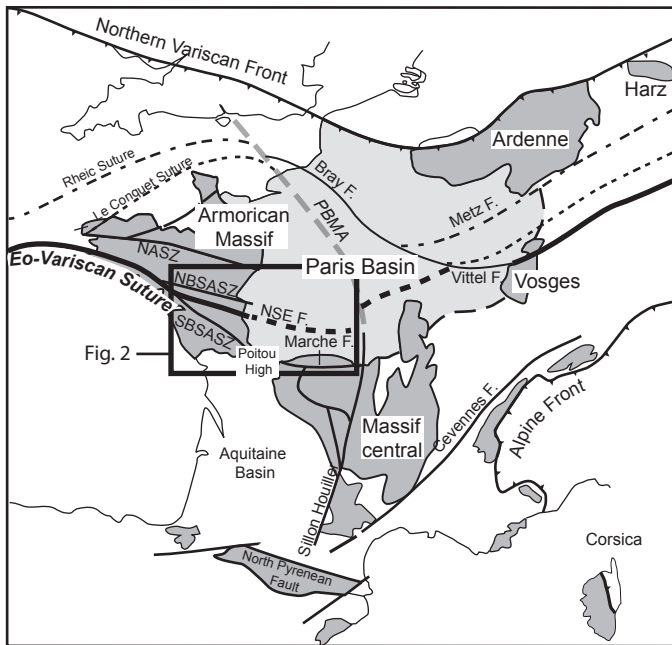 Northern Variscan Front
Harz
Ardenne
Rheic Suture
Le Conquet Suture
Bray F.
PBMA
Metz F.
Armorican
Massif
NASZ
Eo-Variscan Suture
NBSASZ
Paris Basin
Vittel F.
Vosges
SBSASZ
NSE F.
Fig. 2
Poitou
High
Marche F.
Massif
central
Cevennes F.
Alpine Front
Aquitaine
Basin
Sillon Houiller
Corsica
North Pyrenean
Fault